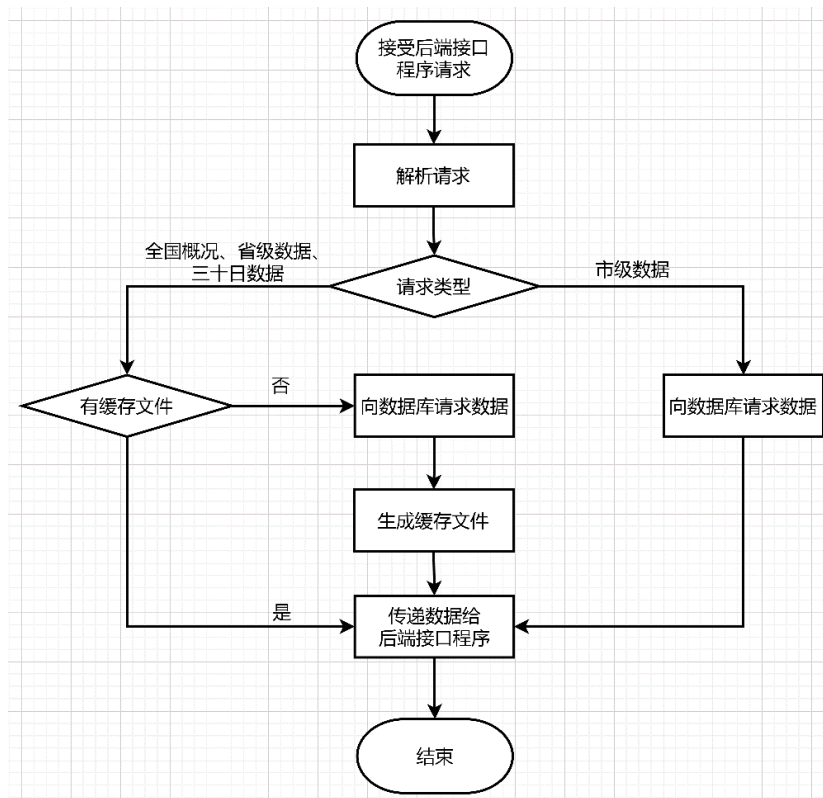 接受后端接口
程序请求
解析请求
全国概况、省级数据、
三十日数据
请求类型
市级数据
有缓存文件
否
向数据库请求数据
向数据库请求数据
生成缓存文件
是
传递数据给
后端接口程序
结束